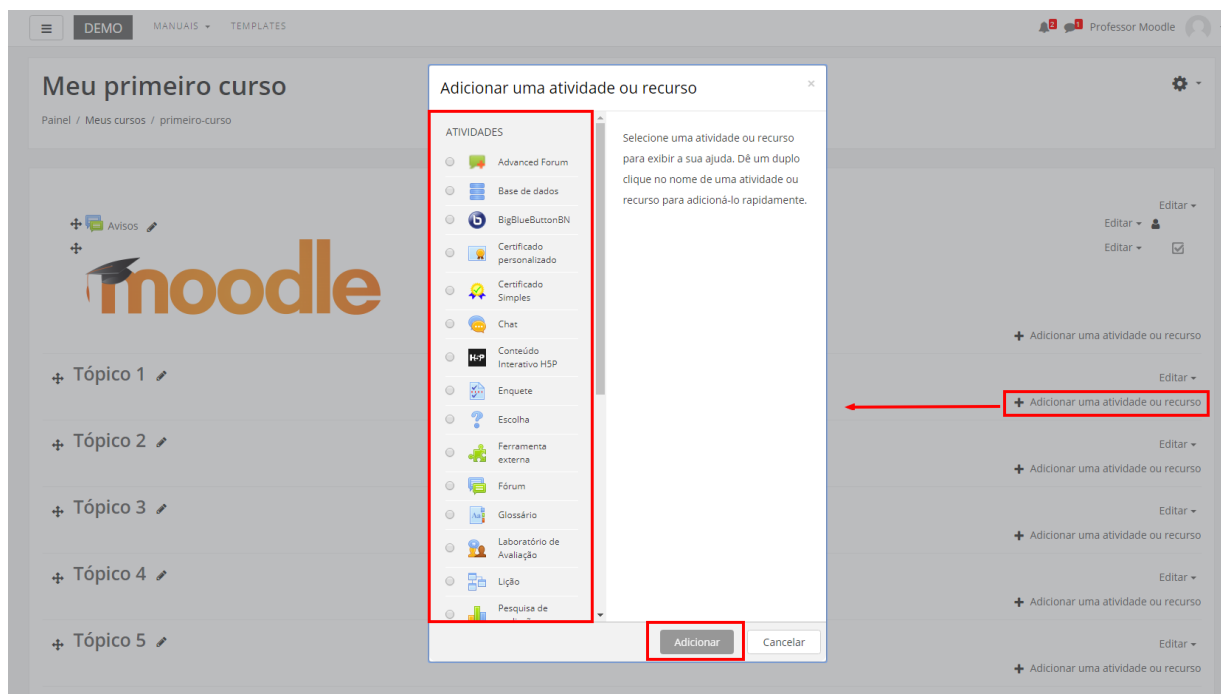 DEMO MANUAIS TEMPLATES 2 1 Professor Moodle
Meu primeiro curso
Painel / Meus cursos / primeiro-curso
Adicionar uma atividade ou recurso ×
ATIVIDADES
Advanced Forum
Base de dados
BigBlueButtonBN
Certificado
personalizado
Certificado
Simples
Chat
H-P
Conteúdo
Interativo H5P
Enquete
Escolha
Ferramenta
externa
Fórum
Aa
Glossário
Laboratório de
Avaliação
Lição
Pesquisa de
Selecione uma atividade ou recurso
para exibir a sua ajuda. Dê um duplo
clique no nome de uma atividade ou
recurso para adicioná-lo rapidamente.
Adicionar Cancelar
Editar
Avisos Editar
Editar
moodle
Adicionar uma atividade ou recurso
Tópico 1 Editar
Adicionar uma atividade ou recurso
Tópico 2 Editar
Adicionar uma atividade ou recurso
Tópico 3 Editar
Adicionar uma atividade ou recurso
Tópico 4 Editar
Adicionar uma atividade ou recurso
Tópico 5 Editar
Adicionar uma atividade ou recurso